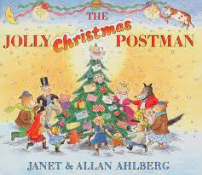 THE
JOLLY Christmas
POSTMAN
JANET & ALLAN AHLBERG